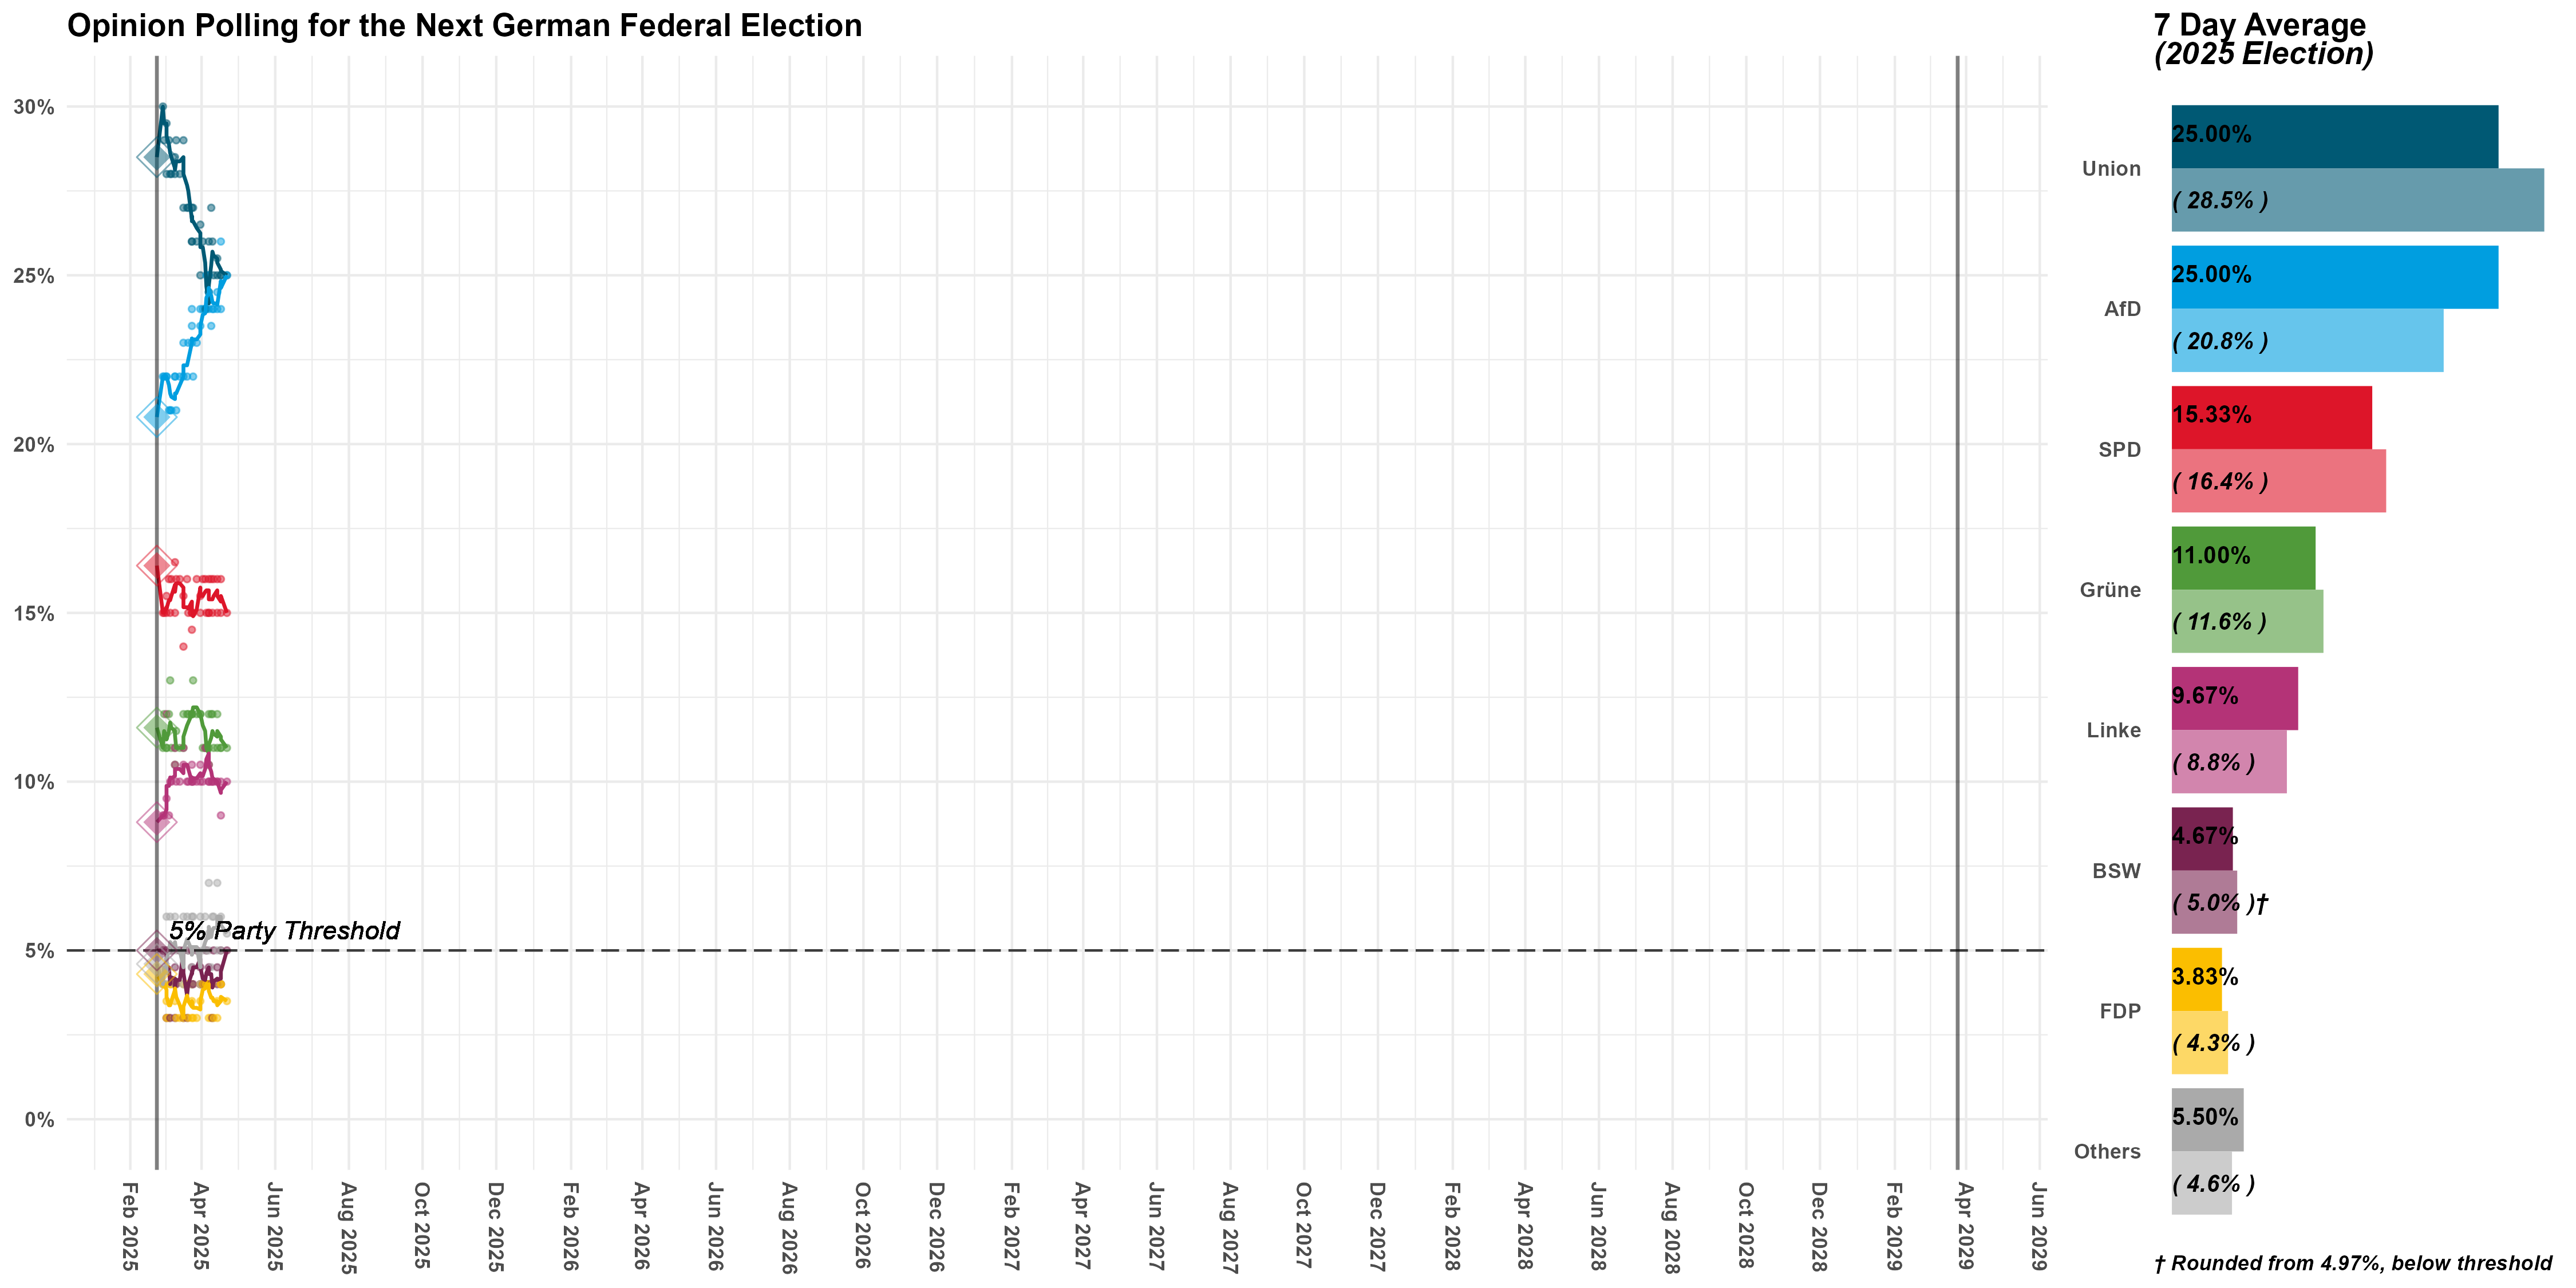 Opinion Polling for the Next German Federal Election
30%
25%
20%
15%
10%
5%
0%
5% Party Threshold
Feb 2025
Apr 2025
Jun 2025
Aug 2025
Oct 2025
Dec 2025
Feb 2026
Apr 2026
Jun 2026
Aug 2026
Oct 2026
Dec 2026
Feb 2027
Apr 2027
Jun 2027
Aug 2027
Oct 2027
Dec 2027
Feb 2028
Apr 2028
Jun 2028
Aug 2028
Oct 2028
Dec 2028
Feb 2029
Apr 2029
Jun 2029
7 Day Average
(2025 Election)
Union
25.00%
( 28.5% )
AfD
25.00%
( 20.8% )
SPD
15.33%
( 16.4% )
Grüne
11.00%
( 11.6% )
Linke
9.67%
( 8.8% )
BSW
4.67%
( 5.0% )†
FDP
3.83%
( 4.3% )
Others
5.50%
( 4.6% )
† Rounded from 4.97%, below threshold